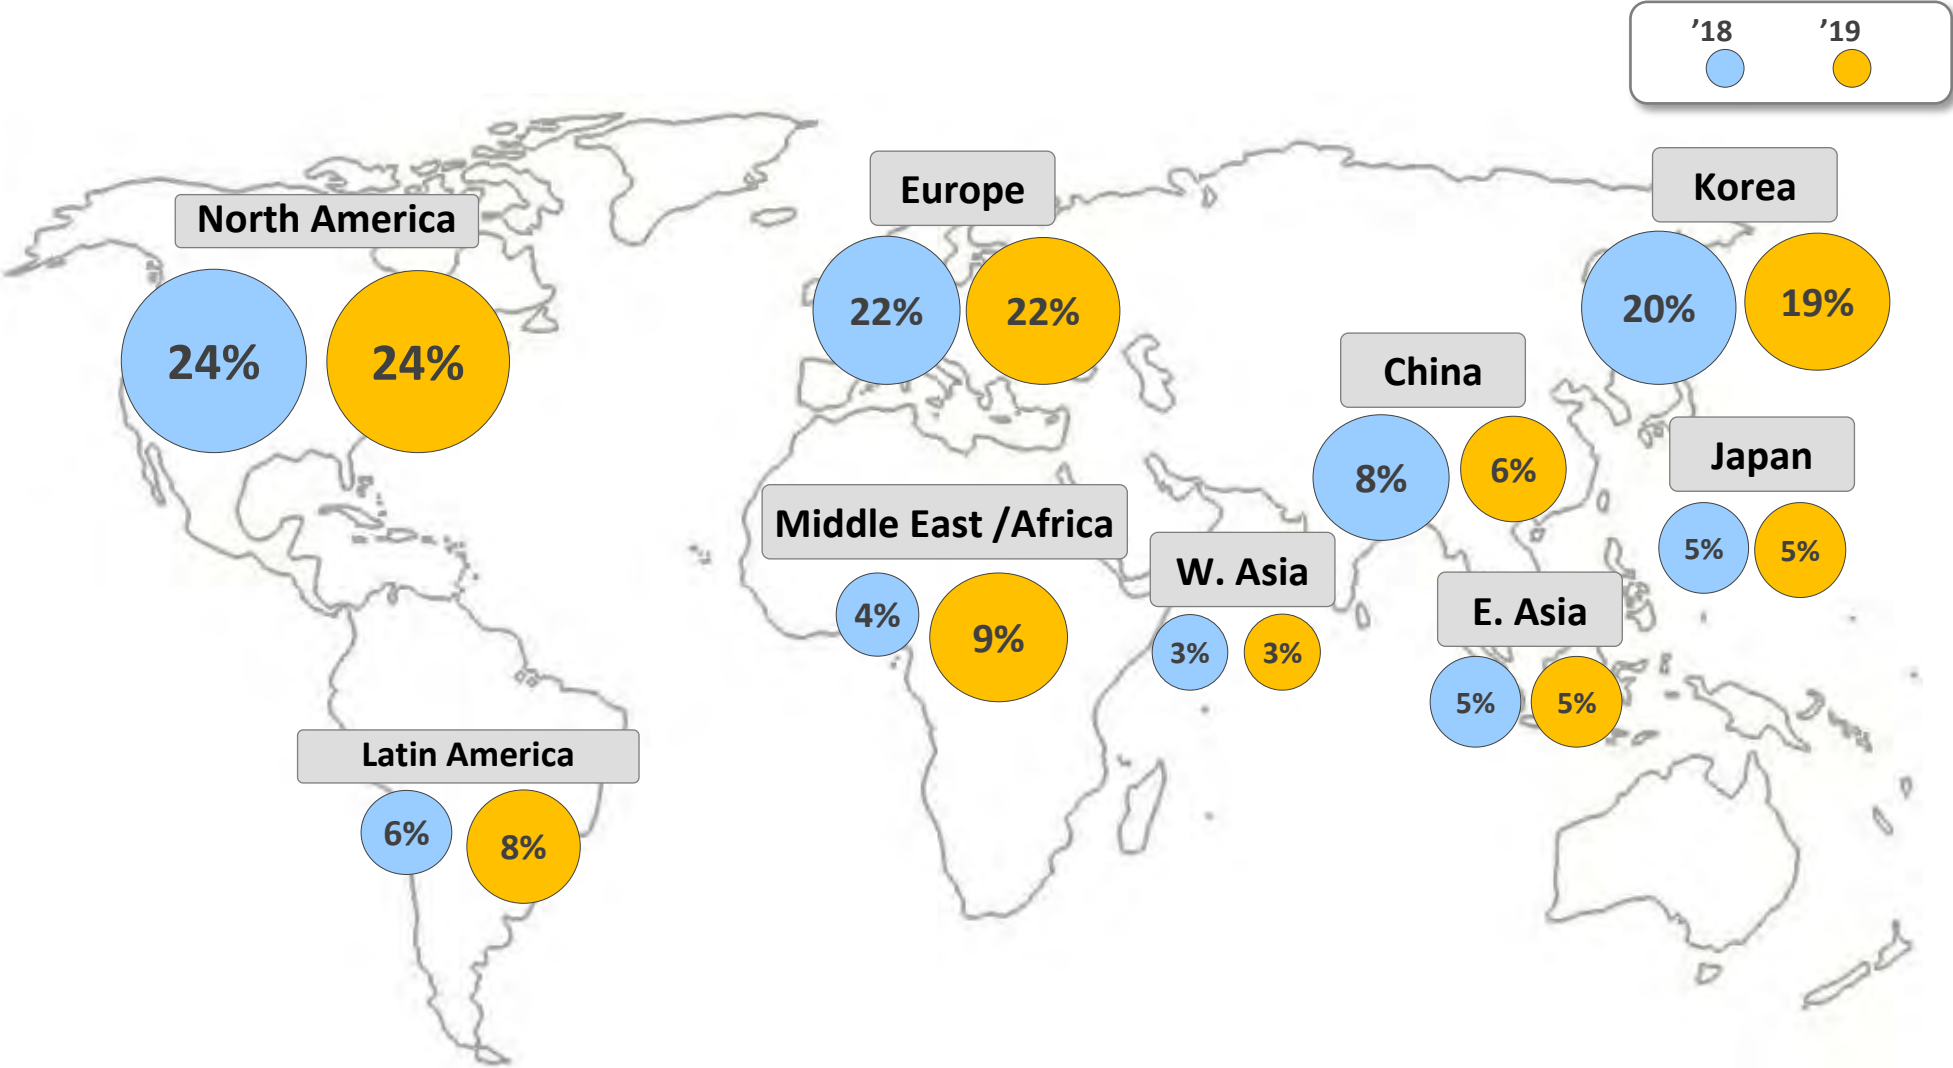 ’18 ’19
North America
24% 24%
Europe
22% 22%
Korea
20% 19%
China
8% 6%
Japan
5% 5%
Middle East /Africa
4% 9%
W. Asia
3% 3%
E. Asia
5% 5%
Latin America
6% 8%